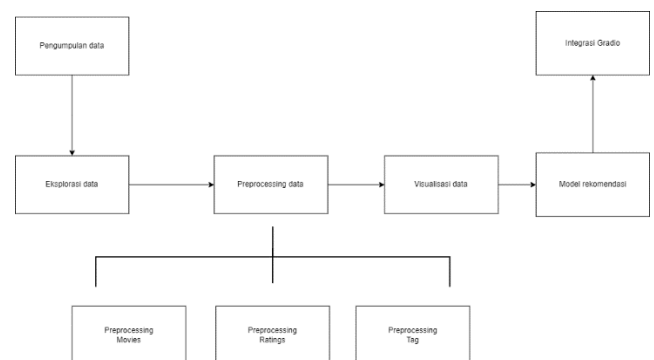 Pengumpulan data
Integrasi Gradio
Eksplorasi data
Preprocessing data
Visualisasi data
Model rekomendasi
Preprocessing
Movies
Preprocessing
Ratings
Preprocessing
Tag